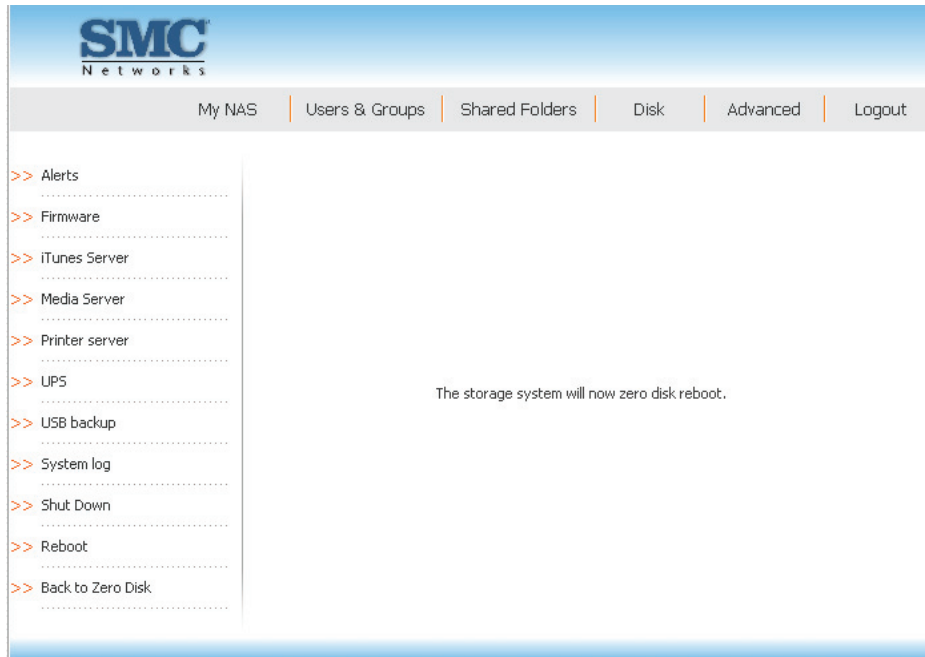 SMC
Networks
My NAS
Users & Groups
Shared Folders
Disk
Advanced
Logout
>> Alerts
>> Firmware
>> iTunes Server
>> Media Server
>> Printer server
>> UPS
>> USB backup
>> System log
>> Shut Down
>> Reboot
>> Back to Zero Disk
The storage system will now zero disk reboot.